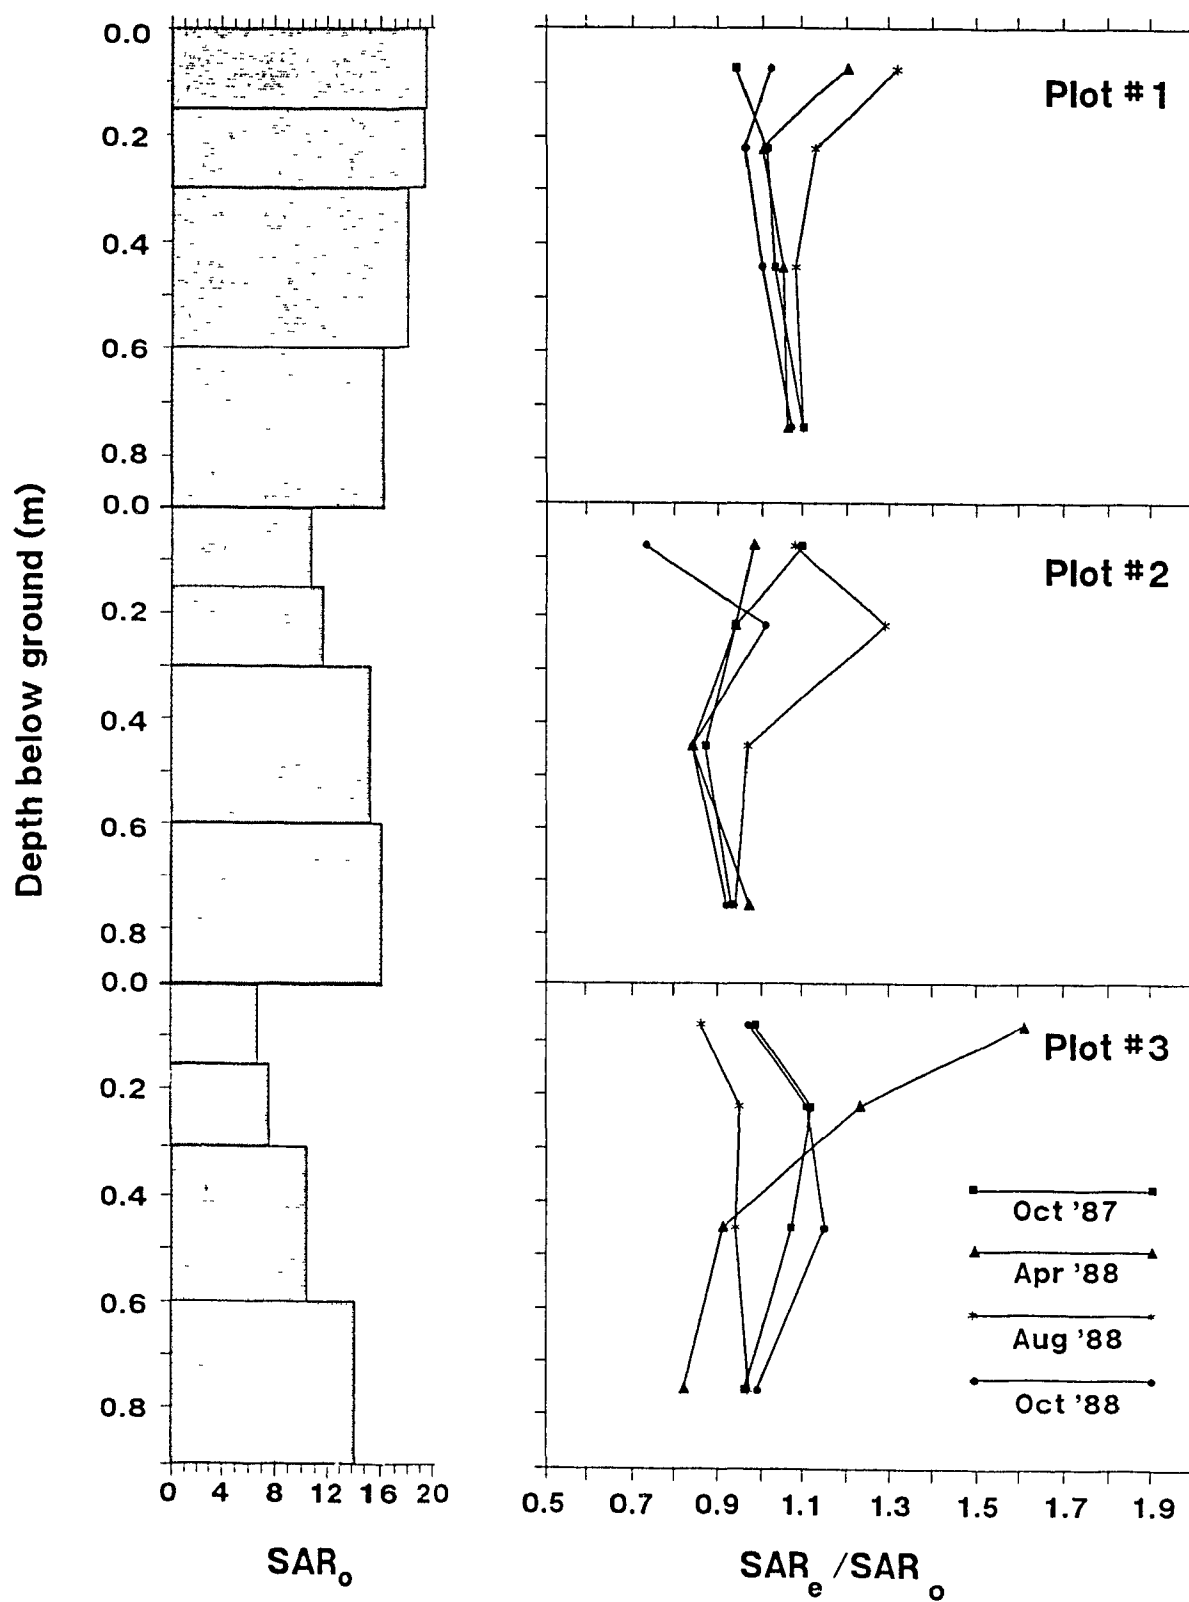 Depth below ground (m)
0.0
0.2
0.4
0.6
0.8
0.0
0.2
0.4
0.6
0.8
0.0
0.2
0.4
0.6
0.8
0 4 8 12 16 20
SARo
Plot #1
Plot #2
Plot #3
Oct '87
Apr '88
Aug '88
Oct '88
0.5 0.7 0.9 1.1 1.3 1.5 1.7 1.9
SARe/SARo